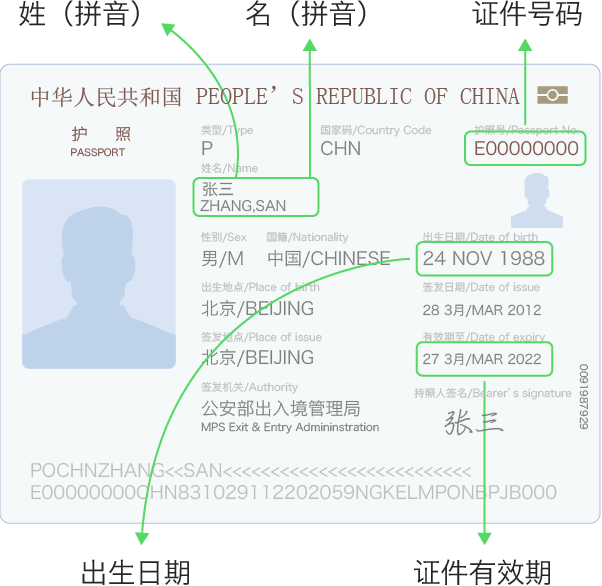 姓（拼音） 名（拼音） 证件号码
中华人民共和国 PEOPLE’S REPUBLIC OF CHINA
护 照
PASSPORT
类型/Type 国家码/Country Code 护照号/Passport No.
P CHN E00000000
姓名/Name
张三
ZHANG,SAN
性别/Sex 国籍/Nationality 出生日期/Date of birth
男/M 中国/CHINESE 24 NOV 1988
出生地点/Place of birth 签发日期/Date of issue
北京/BEIJING 28 3月/MAR 2012
签发地点/Place of issue 有效期至/Date of expiry
北京/BEIJING 27 3月/MAR 2022
签发机关/Authority 持照人签名/Bearer’s signature
公安部出入境管理局 张三
MPS Exit & Entry Admininstration
0091987929
POCHNZHANG<<SAN<<<<<<<<<<<<<<<<<<<<<<<<<<
E00000000CHN831029112202059NGKELMPONBPJB000
出生日期 证件有效期